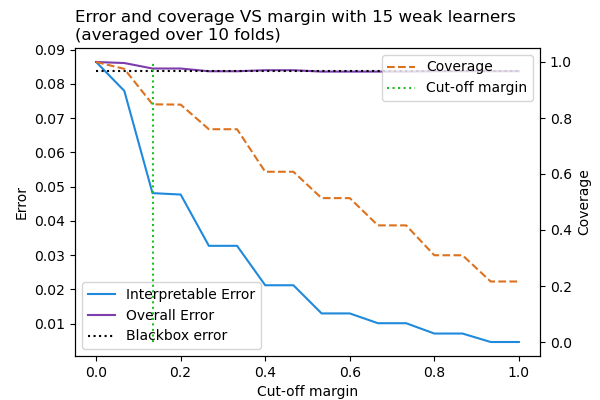 Error and coverage VS margin with 15 weak learners
(averaged over 10 folds)
0.09
0.08
0.07
0.06
0.05
0.04
0.03
0.02
0.01
Error
1.0
0.8
0.6
0.4
0.2
0.0
Coverage
Coverage
Cut-off margin
Interpretable Error
Overall Error
Blackbox error
0.0 0.2 0.4 0.6 0.8 1.0
Cut-off margin